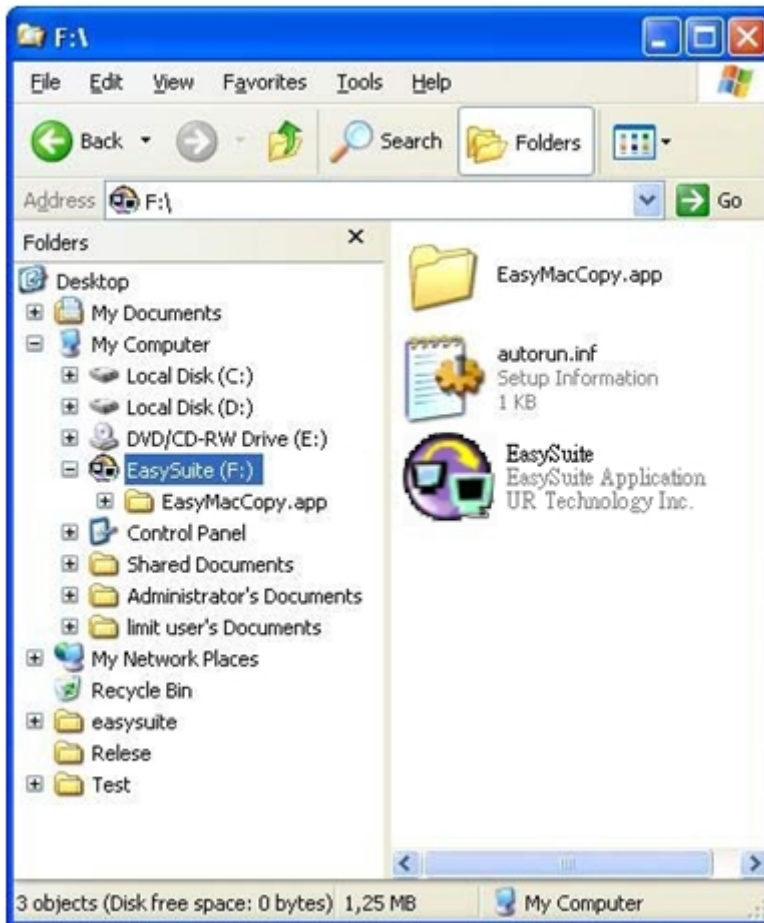 F:\
File Edit View Favorites Tools Help
Back Search Folders
Address F:\ Go
Folders
Desktop
My Documents
My Computer
Local Disk (C:)
Local Disk (D:)
DVD/CD-RW Drive (E:)
EasySuite (F:)
EasyMacCopy.app
Control Panel
Shared Documents
Administrator's Documents
limit user's Documents
My Network Places
Recycle Bin
easysuite
Relese
Test
EasyMacCopy.app
autorun.inf
Setup Information
1 KB
EasySuite
EasySuite Application
UR Technology Inc.
3 objects (Disk free space: 0 bytes) 1,25 MB My Computer